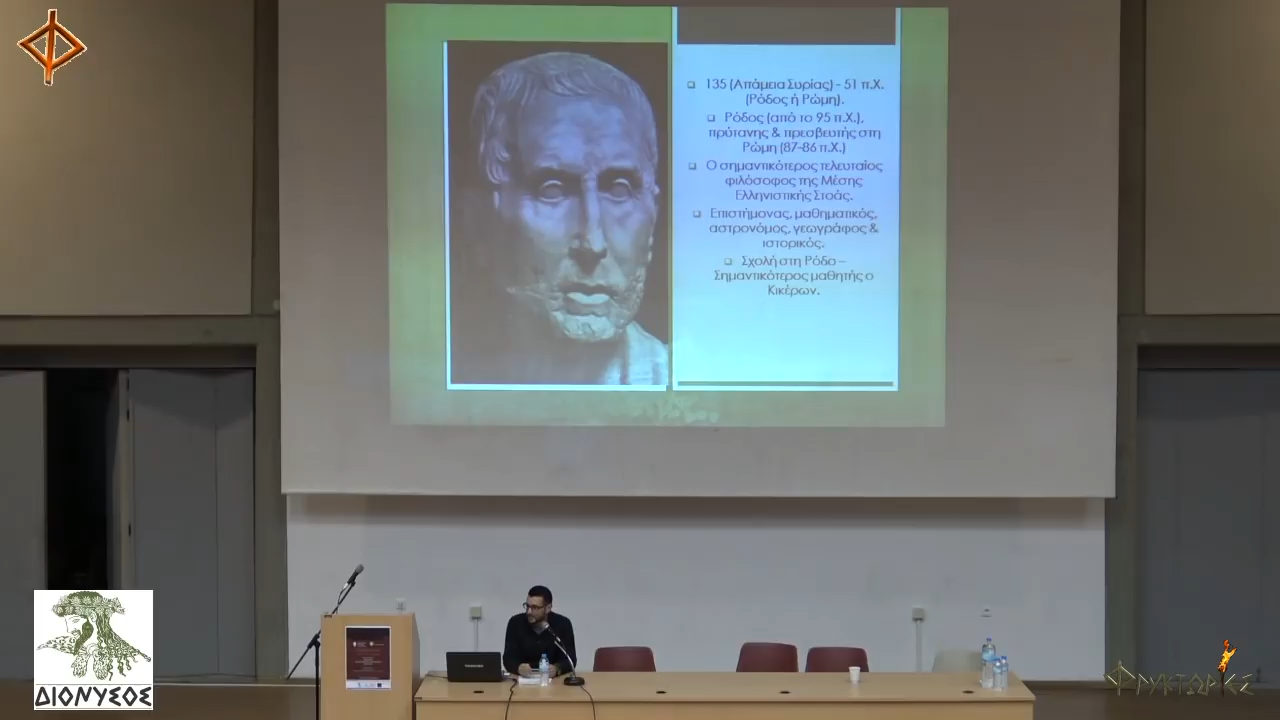 135 (Απάμεια Συρίας) - 51 π.Χ.
(Ρόδος ή Ρώμη).
Ρόδος (από το 95 π.Χ.),
πρύτανης & πρεσβευτής στη
Ρώμη (87-86 π.Χ.)
Ο σημαντικότερος τελευταίος
φιλόσοφος της Μέσης
Ελληνιστικής Στοάς.
Επιστήμονας, μαθηματικός,
αστρονόμος, γεωγράφος &
ιστορικός.
Σχολή στη Ρόδο –
Σημαντικότερος μαθητής ο
Κικέρων.
ΔΙΟΝΥΣΟΣ
ΦΡΥΚΤΩΡΙΕΣ